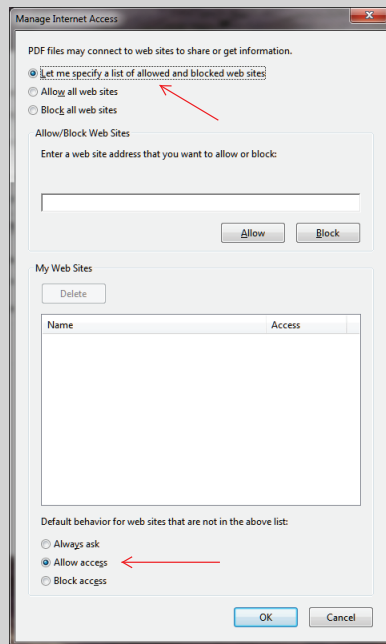 Manage Internet Access
PDF files may connect to web sites to share or get information.
Let me specify a list of allowed and blocked web sites
Allow all web sites
Block all web sites
Allow/Block Web Sites
Enter a web site address that you want to allow or block:
Allow Block
My Web Sites
Delete
Name Access
Default behavior for web sites that are not in the above list:
Always ask
Allow access
Block access
OK Cancel